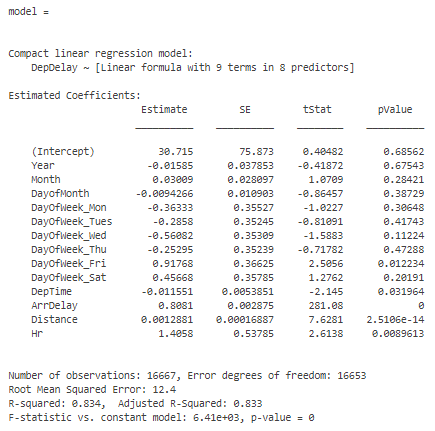 model =
Compact linear regression model:
DepDelay ~ [Linear formula with 9 terms in 8 predictors]
Estimated Coefficients:
Estimate SE tStat pValue
(Intercept) 30.715 75.873 0.40482 0.68562
Year -0.01585 0.037853 -0.41872 0.67543
Month 0.03009 0.028097 1.0709 0.28421
DayofMonth -0.0094266 0.010903 -0.86457 0.38729
DayOfWeek_Mon -0.36333 0.35527 -1.0227 0.30648
DayOfWeek_Tues -0.2858 0.35245 -0.81091 0.41743
DayOfWeek_Wed -0.56082 0.35309 -1.5883 0.11224
DayOfWeek_Thu -0.25295 0.35239 -0.71782 0.47288
DayOfWeek_Fri 0.91768 0.36625 2.5056 0.012234
DayOfWeek_Sat 0.45668 0.35785 1.2762 0.20191
DepTime -0.011551 0.0053851 -2.145 0.031964
ArrDelay 0.8081 0.002875 281.08 0
Distance 0.0012881 0.00016887 7.6281 2.5106e-14
Hr 1.4058 0.53785 2.6138 0.0089613
Number of observations: 16667, Error degrees of freedom: 16653
Root Mean Squared Error: 12.4
R-squared: 0.834, Adjusted R-Squared: 0.833
F-statistic vs. constant model: 6.41e+03, p-value = 0